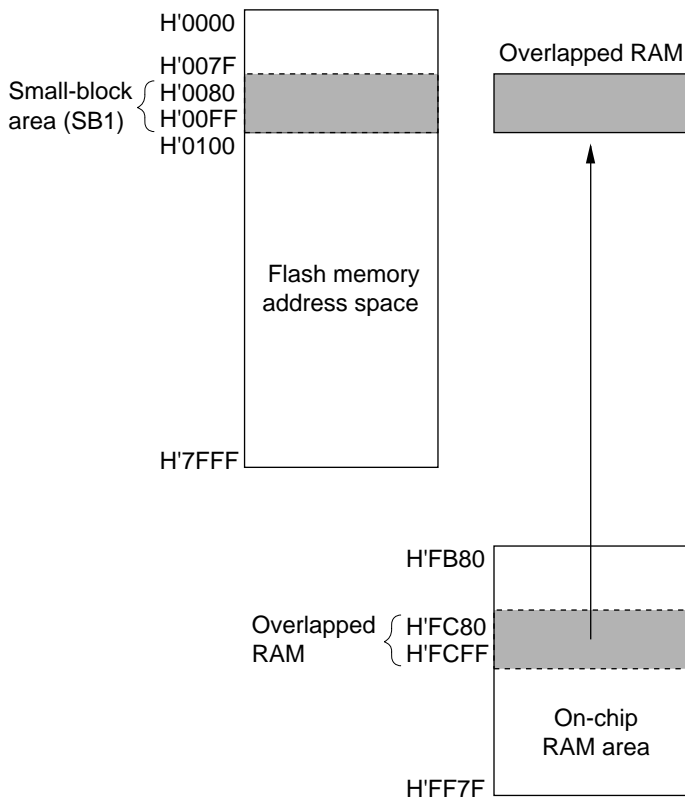 H'0000
H'007F
Overlapped RAM
Small-block
area (SB1)
H'0080
H'00FF
H'0100
Flash memory
address space
H'7FFF
H'FB80
Overlapped
RAM
H'FC80
H'FCFF
On-chip
RAM area
H'FF7F